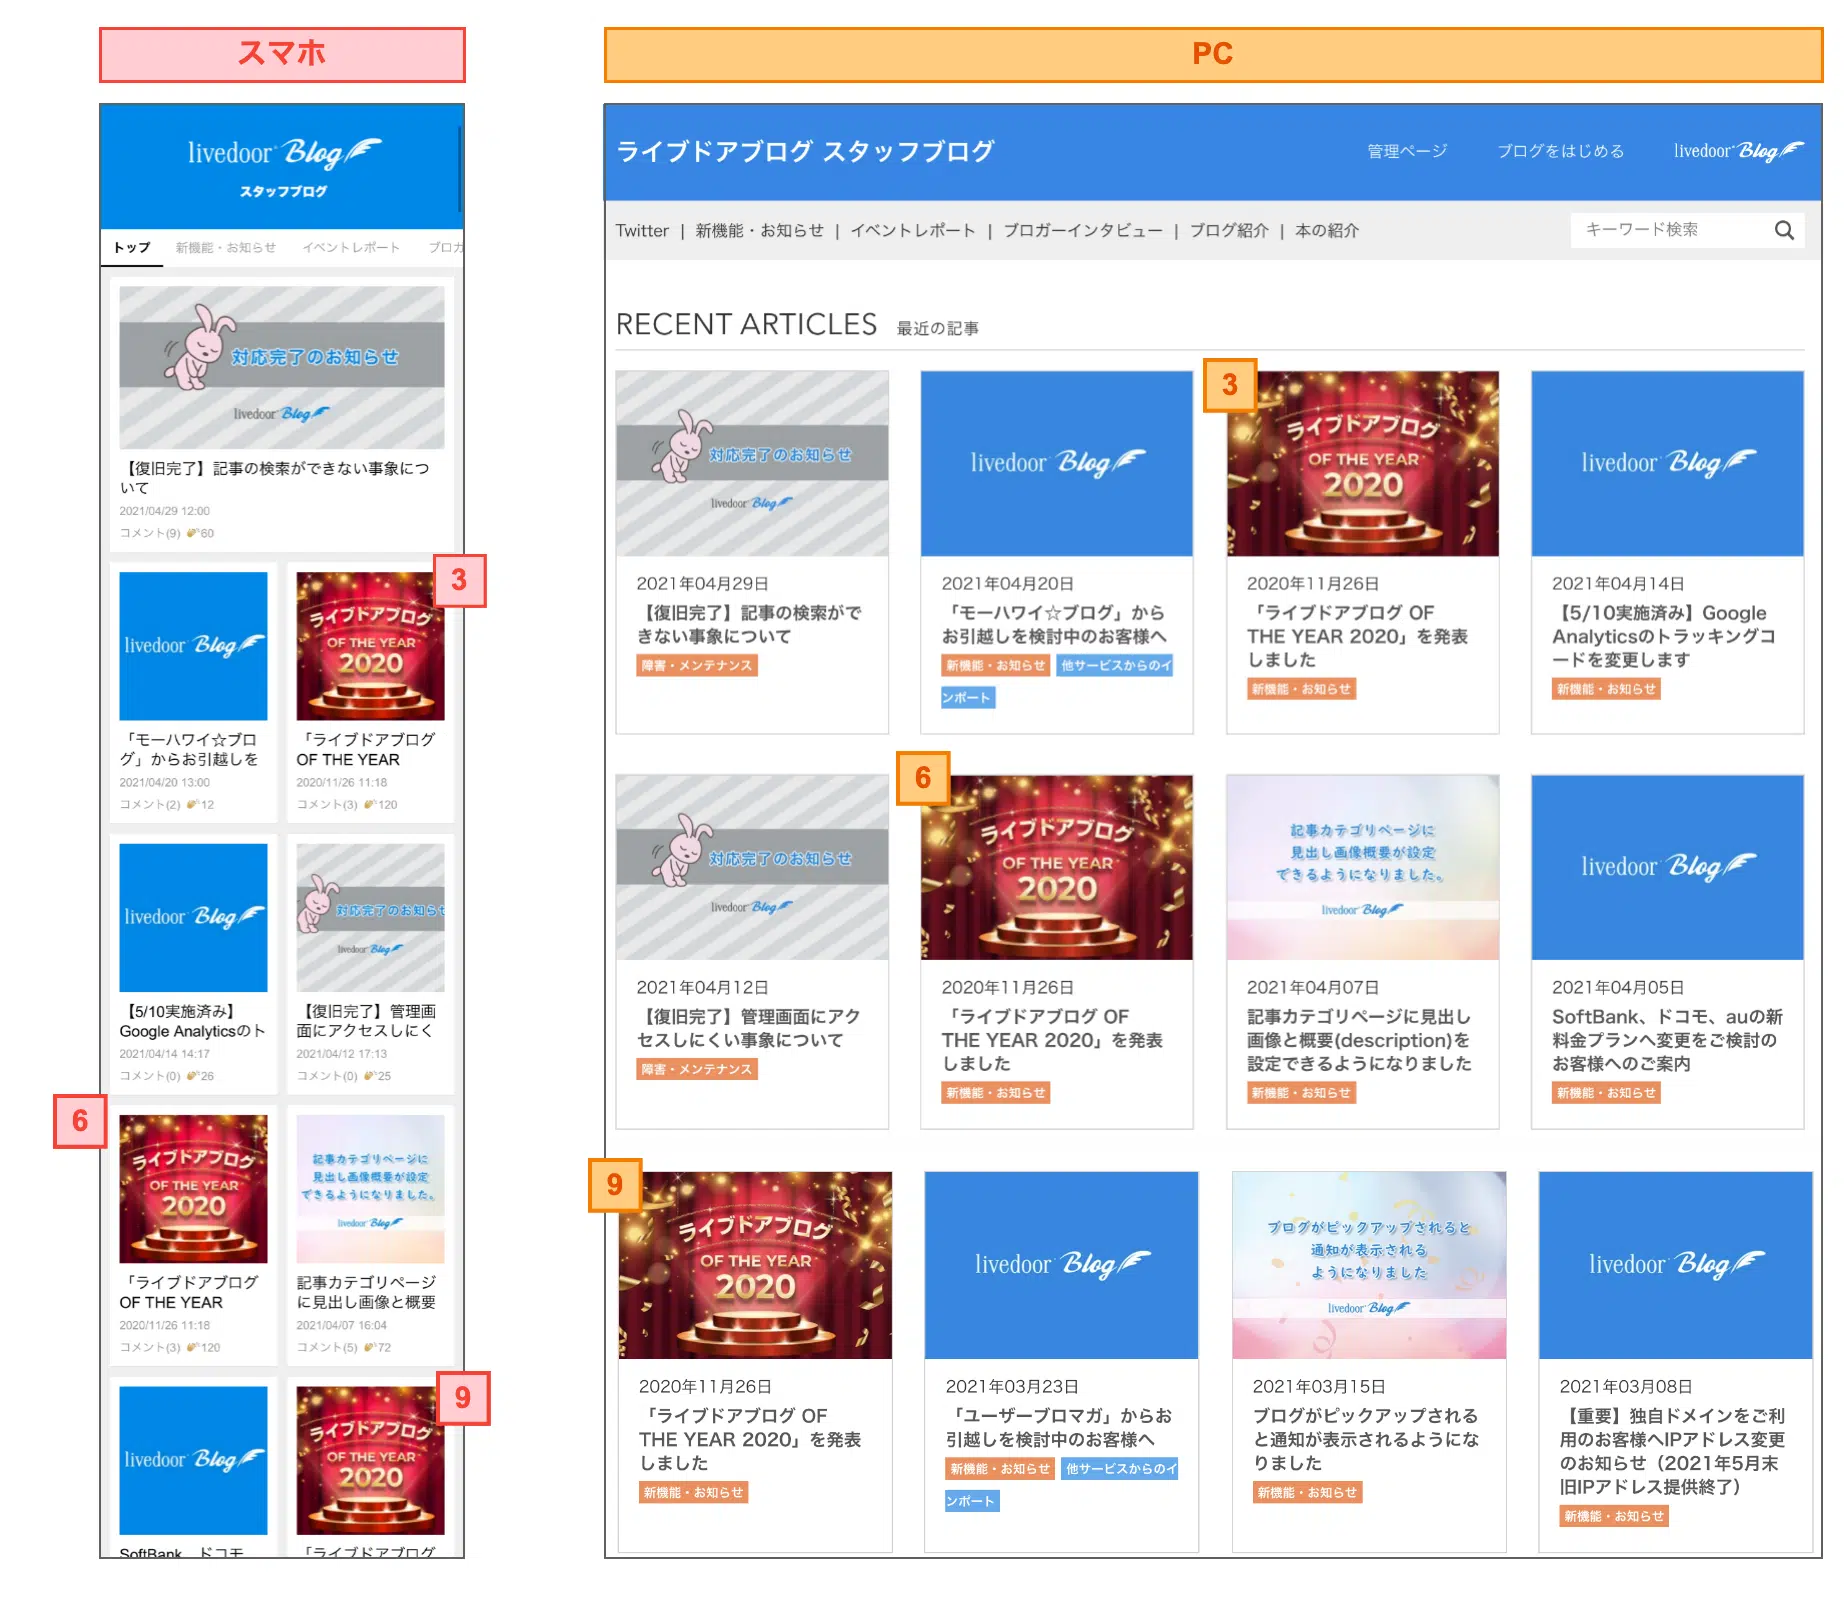 スマホ
livedoor Blog
スタッフブログ
トップ 新機能・お知らせ イベントレポート ブロガ
対応完了のお知らせ
livedoor Blog
【復旧完了】記事の検索ができない事象につ
いて
2021/04/29 12:00
コメント(9) 60
3
livedoor Blog
「モーハワイ☆ブロ
グ」からお引越しを
2021/04/20 13:00
コメント(2) 12
ライブドアブログ
OF THE YEAR
2020
「ライブドアブログ
OF THE YEAR
2020/11/26 11:18
コメント(3) 120
livedoor Blog
【5/10実施済み】
Google Analyticsのト
2021/04/14 14:17
コメント(0) 26
対応完了のお知らせ
livedoor Blog
【復旧完了】管理画
面にアクセスしにく
2021/04/12 17:13
コメント(0) 25
6
ライブドアブログ
OF THE YEAR
2020
「ライブドアブログ
OF THE YEAR
2020/11/26 11:18
コメント(3) 120
記事カテゴリページに
見出し画像概要が設定
できるようになりました。
livedoor Blog
記事カテゴリページ
に見出し画像と概要
2021/04/07 16:04
コメント(5) 72
9
livedoor Blog
SoftBank、ドコモ
ライブドアブログ
OF THE YEAR
2020
「ライブドアブログ
PC
ライブドアブログ スタッフブログ
管理ページ ブログをはじめる livedoor Blog
Twitter | 新機能・お知らせ | イベントレポート | ブロガーインタビュー | ブログ紹介 | 本の紹介
キーワード検索
RECENT ARTICLES 最近の記事
対応完了のお知らせ
livedoor Blog
2021年04月29日
【復旧完了】記事の検索がで
きない事象について
障害・メンテナンス
livedoor Blog
2021年04月20日
「モーハワイ☆ブログ」から
お引越しを検討中のお客様へ
新機能・お知らせ 他サービスからのイ
ンポート
3
ライブドアブログ
OF THE YEAR
2020
2020年11月26日
「ライブドアブログ OF
THE YEAR 2020」を発表
しました
新機能・お知らせ
livedoor Blog
2021年04月14日
【5/10実施済み】Google
Analyticsのトラッキングコ
ードを変更します
新機能・お知らせ
対応完了のお知らせ
livedoor Blog
2021年04月12日
【復旧完了】管理画面にアク
セスしにくい事象について
障害・メンテナンス
6
ライブドアブログ
OF THE YEAR
2020
2020年11月26日
「ライブドアブログ OF
THE YEAR 2020」を発表
しました
新機能・お知らせ
記事カテゴリページに
見出し画像概要が設定
できるようになりました。
livedoor Blog
2021年04月07日
記事カテゴリページに見出し
画像と概要(description)を
設定できるようになりました
新機能・お知らせ
livedoor Blog
2021年04月05日
SoftBank、ドコモ、auの新
料金プランへ変更をご検討の
お客様へのご案内
新機能・お知らせ
9
ライブドアブログ
OF THE YEAR
2020
2020年11月26日
「ライブドアブログ OF
THE YEAR 2020」を発表
しました
新機能・お知らせ
livedoor Blog
2021年03月23日
「ユーザーブロマガ」からお
引越しを検討中のお客様へ
新機能・お知らせ 他サービスからのイ
ンポート
ブログがピックアップされると
通知が表示される
ようになりました
livedoor Blog
2021年03月15日
ブログがピックアップされる
と通知が表示されるようにな
りました
新機能・お知らせ
livedoor Blog
2021年03月08日
【重要】独自ドメインをご利
用のお客様へIPアドレス変更
のお知らせ（2021年5月末
旧IPアドレス提供終了）
新機能・お知らせ